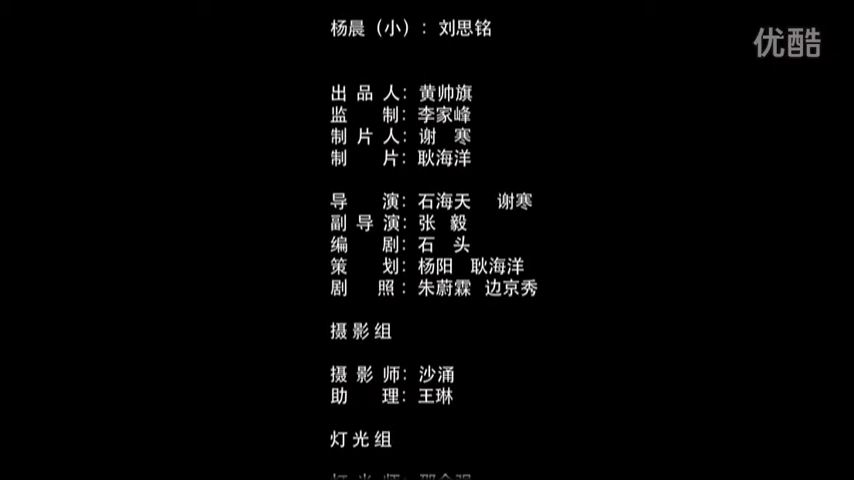 杨晨（小）：刘思铭
优酷
出 品 人：黄帅旗
监 制：李家峰
制 片 人：谢 寒
制 片：耿海洋
导 演：石海天 谢寒
副 导 演：张 毅
编 剧：石 头
策 划：杨阳 耿海洋
剧 照：朱蔚霖 边京秀
摄 影 组
摄 影 师：沙涌
助 理：王琳
灯 光 组